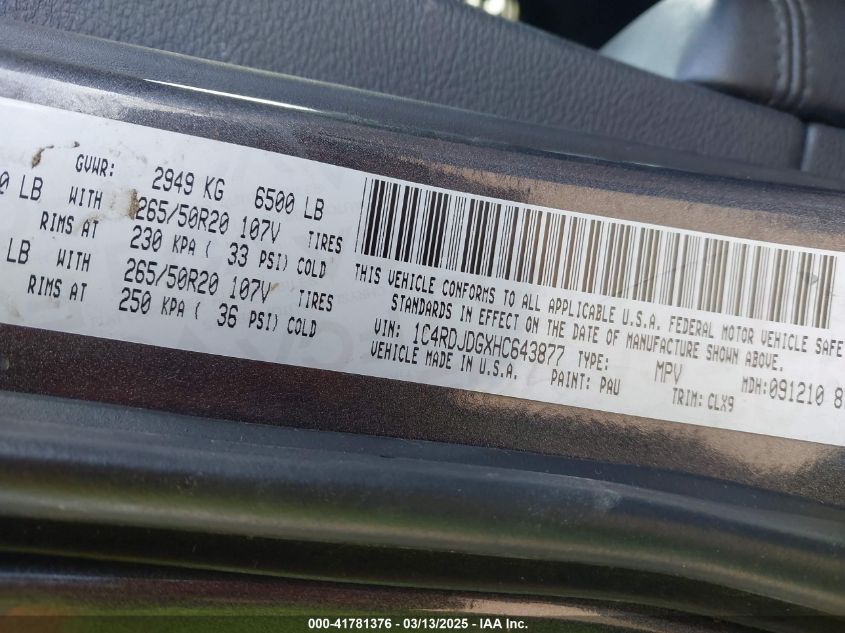 GVWR: 2949 KG 6500 LB
0 LB WITH 265/50R20 107V TIRES
RIMS AT 230 KPA ( 33 PSI) COLD
LB WITH 265/50R20 107V TIRES
RIMS AT 250 KPA ( 36 PSI) COLD
THIS VEHICLE CONFORMS TO ALL APPLICABLE U.S.A. FEDERAL MOTOR VEHICLE SAFE
STANDARDS IN EFFECT ON THE DATE OF MANUFACTURE SHOWN ABOVE.
VIN: 1C4RDJDGXHC643877 TYPE: MPV MDH:091210 8
VEHICLE MADE IN U.S.A. PAINT: PAU TRIM: CLX9
000-41781376 - 03/13/2025 - IAA Inc.